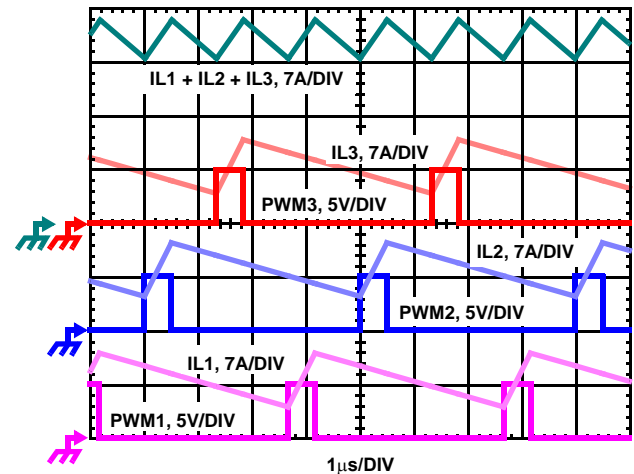 IL1 + IL2 + IL3, 7A/DIV
IL3, 7A/DIV
PWM3, 5V/DIV
IL2, 7A/DIV
PWM2, 5V/DIV
IL1, 7A/DIV
PWM1, 5V/DIV
1µs/DIV